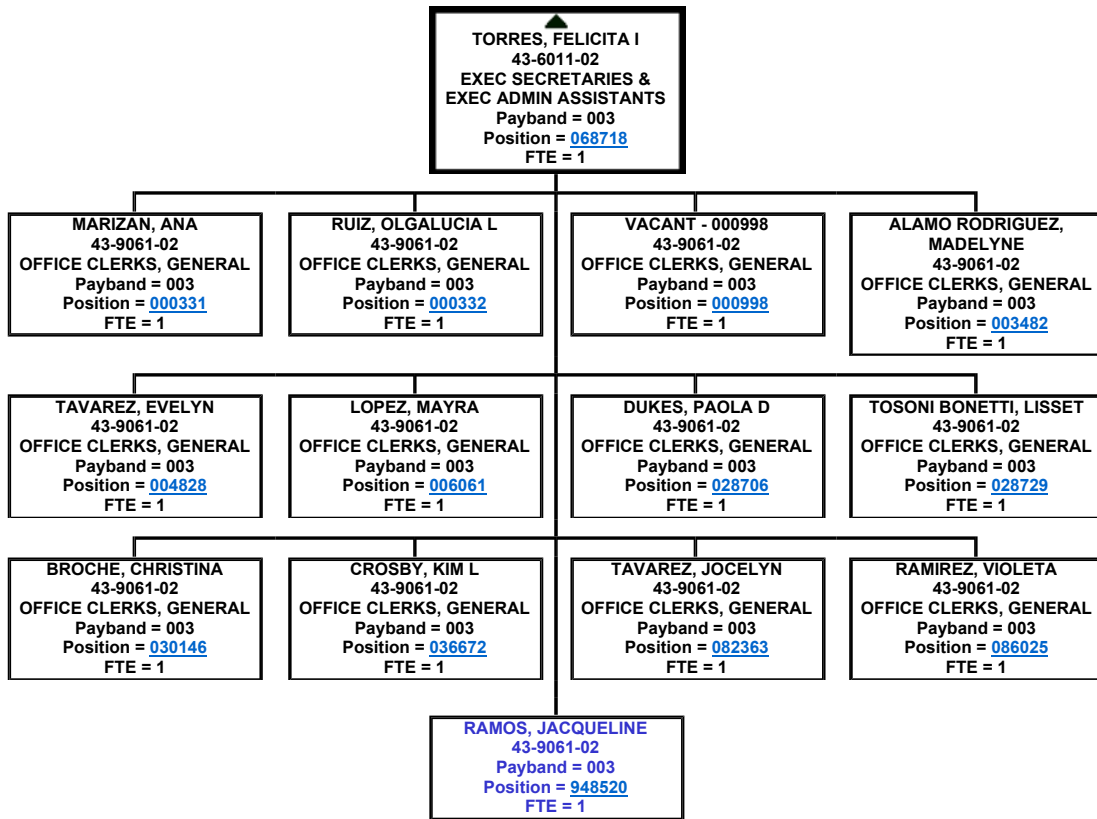 TORRES, FELICITA I
43-6011-02
EXEC SECRETARIES &
EXEC ADMIN ASSISTANTS
Payband = 003
Position = 068718
FTE = 1
MARIZAN, ANA
43-9061-02
OFFICE CLERKS, GENERAL
Payband = 003
Position = 000331
FTE = 1
RUIZ, OLGALUCIA L
43-9061-02
OFFICE CLERKS, GENERAL
Payband = 003
Position = 000332
FTE = 1
VACANT - 000998
43-9061-02
OFFICE CLERKS, GENERAL
Payband = 003
Position = 000998
FTE = 1
ALAMO RODRIGUEZ,
MADELYNE
43-9061-02
OFFICE CLERKS, GENERAL
Payband = 003
Position = 003482
FTE = 1
TAVAREZ, EVELYN
43-9061-02
OFFICE CLERKS, GENERAL
Payband = 003
Position = 004828
FTE = 1
LOPEZ, MAYRA
43-9061-02
OFFICE CLERKS, GENERAL
Payband = 003
Position = 006061
FTE = 1
DUKES, PAOLA D
43-9061-02
OFFICE CLERKS, GENERAL
Payband = 003
Position = 028706
FTE = 1
TOSONI BONETTI, LISSET
43-9061-02
OFFICE CLERKS, GENERAL
Payband = 003
Position = 028729
FTE = 1
BROCHE, CHRISTINA
43-9061-02
OFFICE CLERKS, GENERAL
Payband = 003
Position = 030146
FTE = 1
CROSBY, KIM L
43-9061-02
OFFICE CLERKS, GENERAL
Payband = 003
Position = 036672
FTE = 1
TAVAREZ, JOCELYN
43-9061-02
OFFICE CLERKS, GENERAL
Payband = 003
Position = 082363
FTE = 1
RAMIREZ, VIOLETA
43-9061-02
OFFICE CLERKS, GENERAL
Payband = 003
Position = 086025
FTE = 1
RAMOS, JACQUELINE
43-9061-02
Payband = 003
Position = 948520
FTE = 1